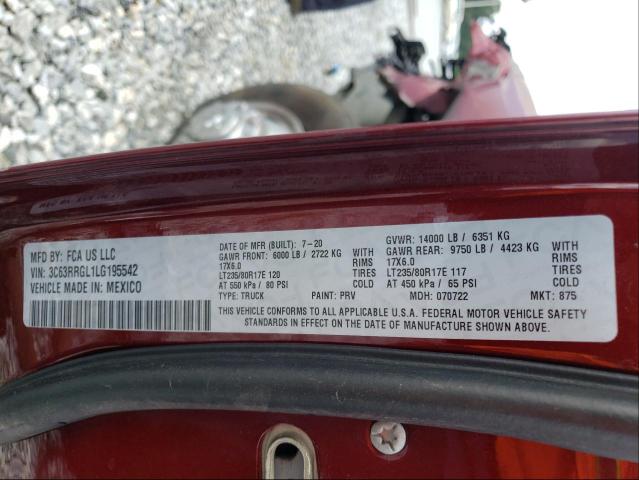 MFD BY: FCA US LLC
VIN: 3C63RRGL1LG195542
VEHICLE MADE IN: MEXICO
DATE OF MFR (BUILT): 7-20
GAWR FRONT: 6000 LB / 2722 KG WITH
17X6.0 RIMS
LT235/80R17E 120 TIRES
AT 550 kPa / 80 PSI COLD
TYPE: TRUCK PAINT: PRV
GVWR: 14000 LB / 6351 KG
GAWR REAR: 9750 LB / 4423 KG WITH
17X6.0 RIMS
LT235/80R17E 117 TIRES
AT 450 kPa / 65 PSI COLD
MDH: 070722 MKT: 875
THIS VEHICLE CONFORMS TO ALL APPLICABLE U.S.A. FEDERAL MOTOR VEHICLE SAFETY
STANDARDS IN EFFECT ON THE DATE OF MANUFACTURE SHOWN ABOVE.